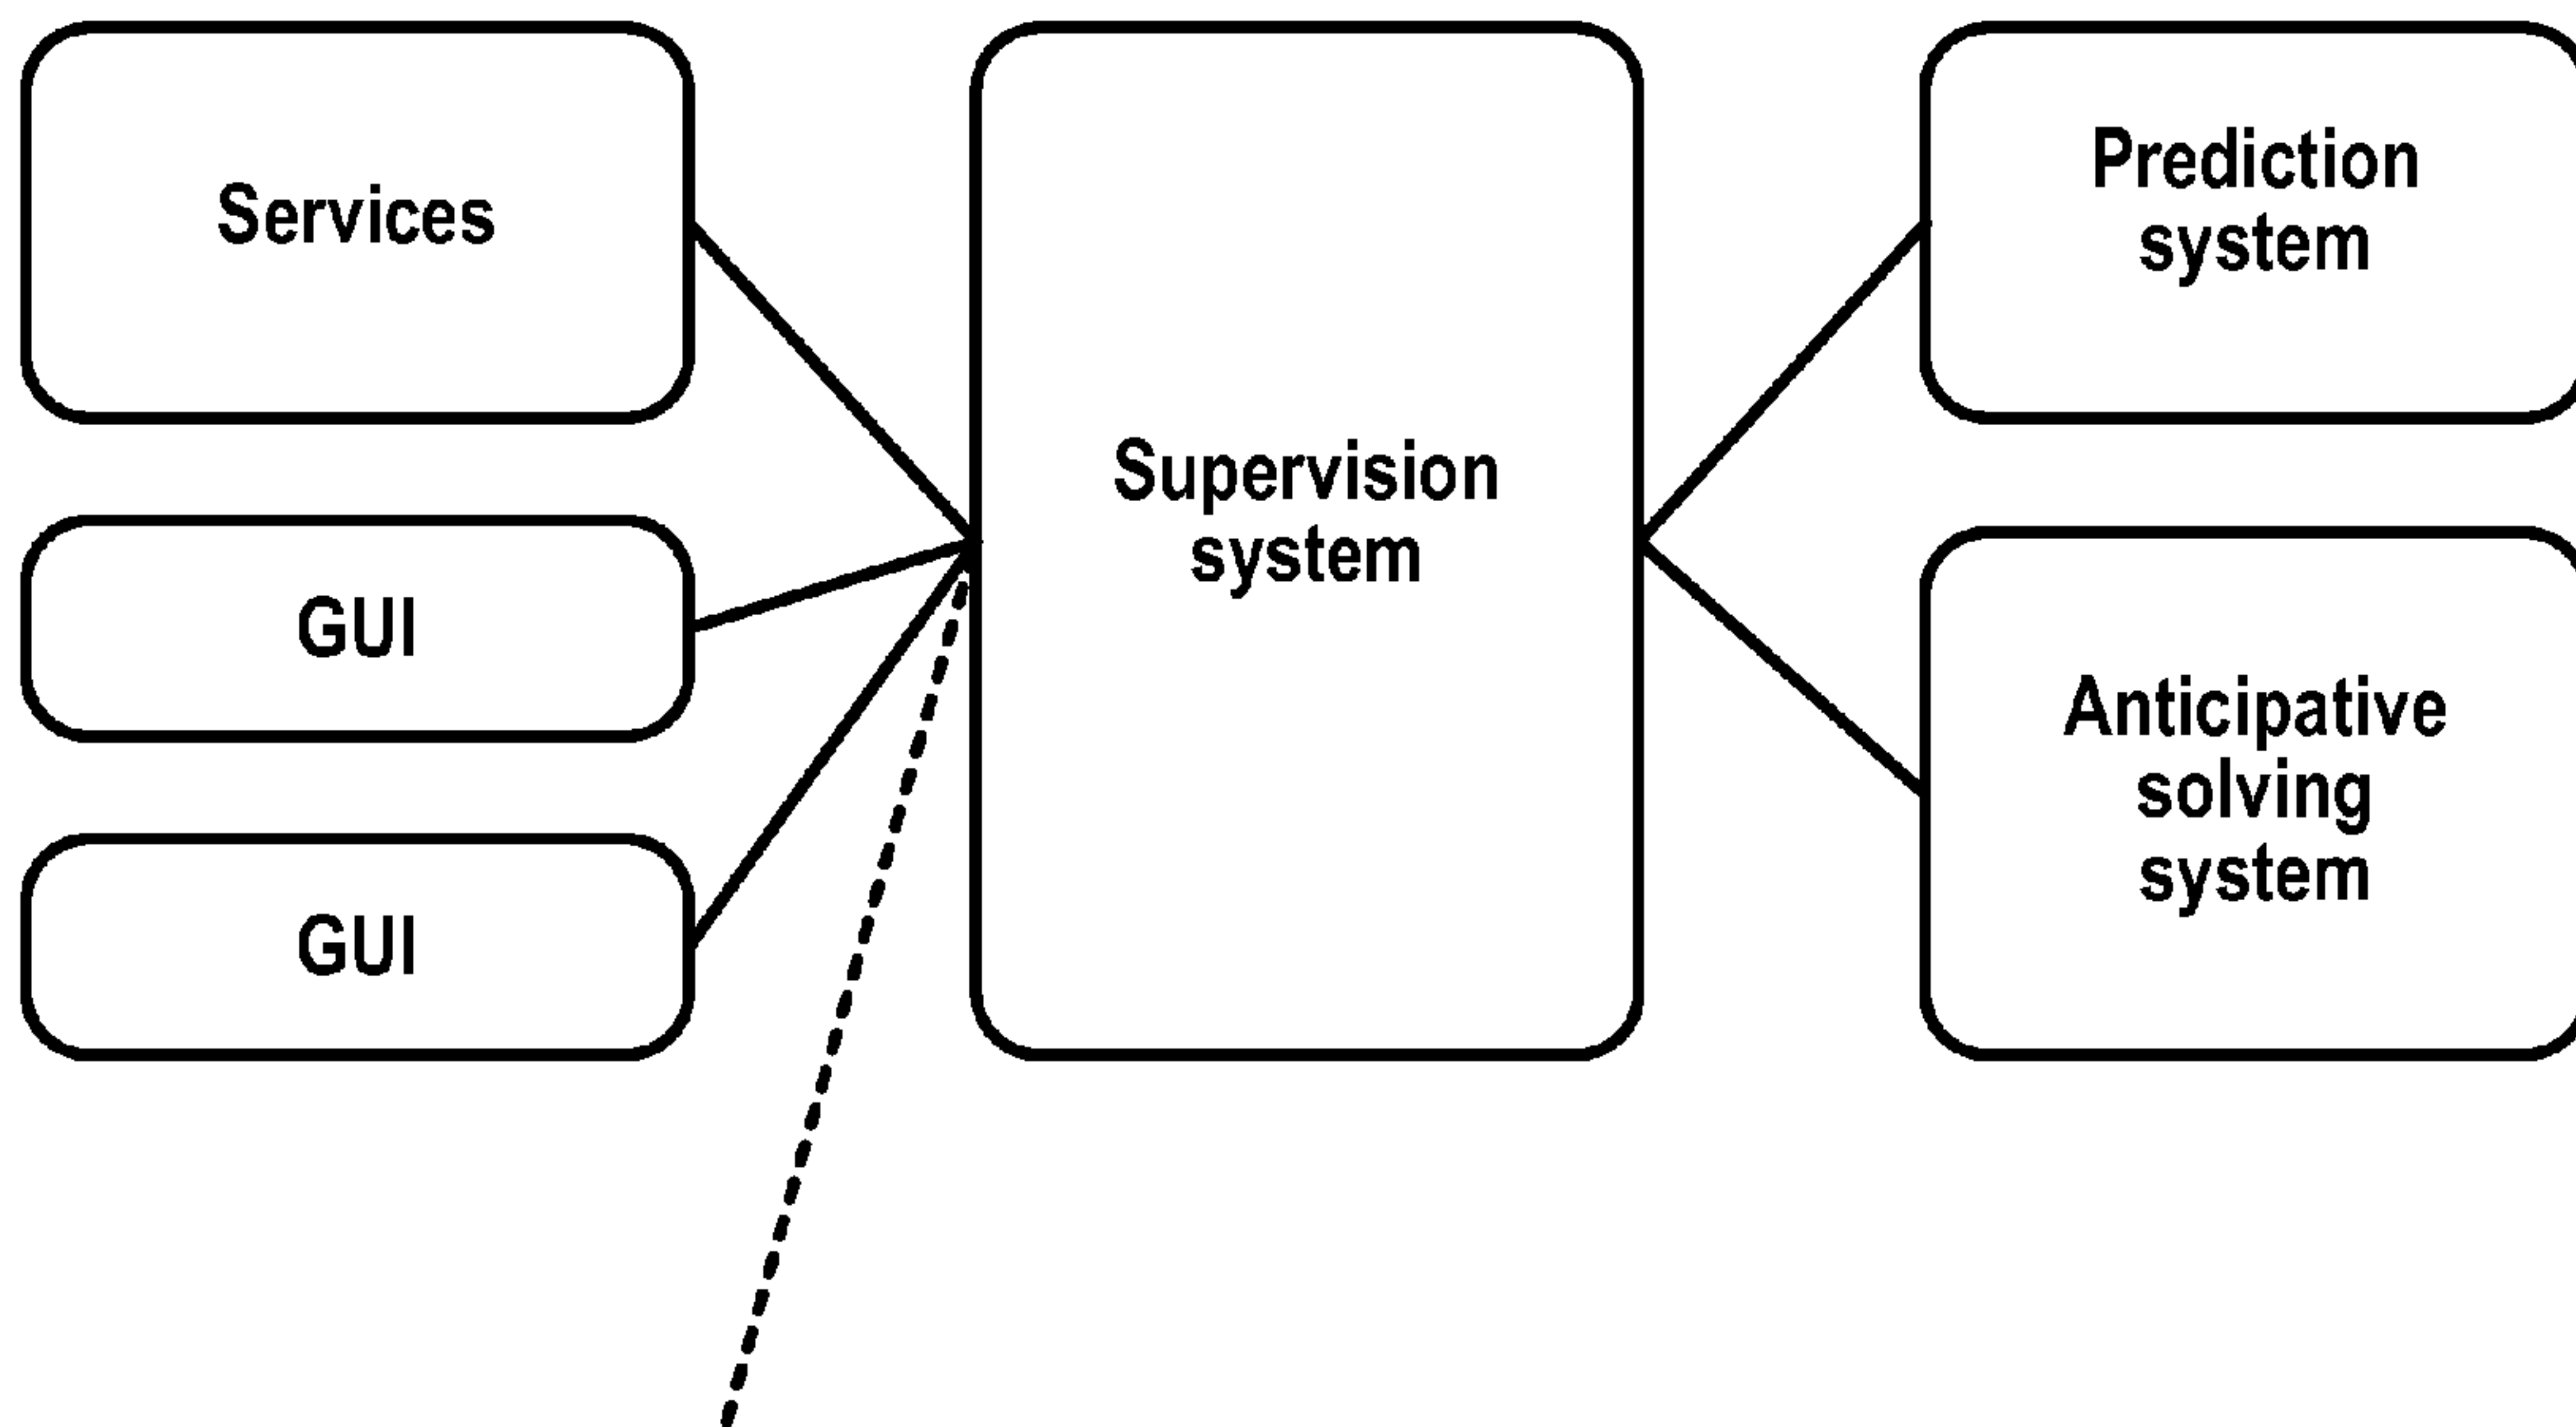 Services
GUI
GUI
Supervision
system
Prediction
system
Anticipative
solving
system